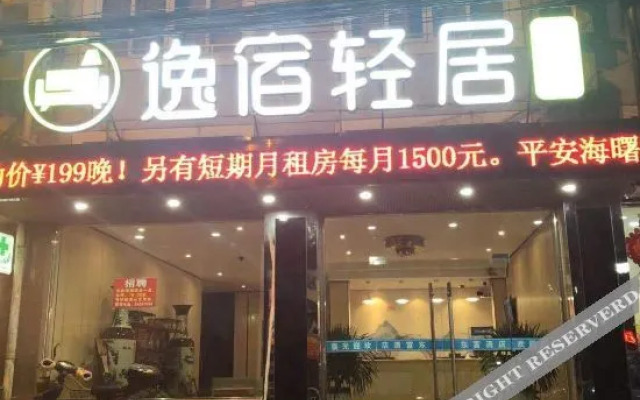 逸宿轻居
价¥199晚！另有短期月租房每月1500元。平安海曙
招聘
RIGHT RESERVERD